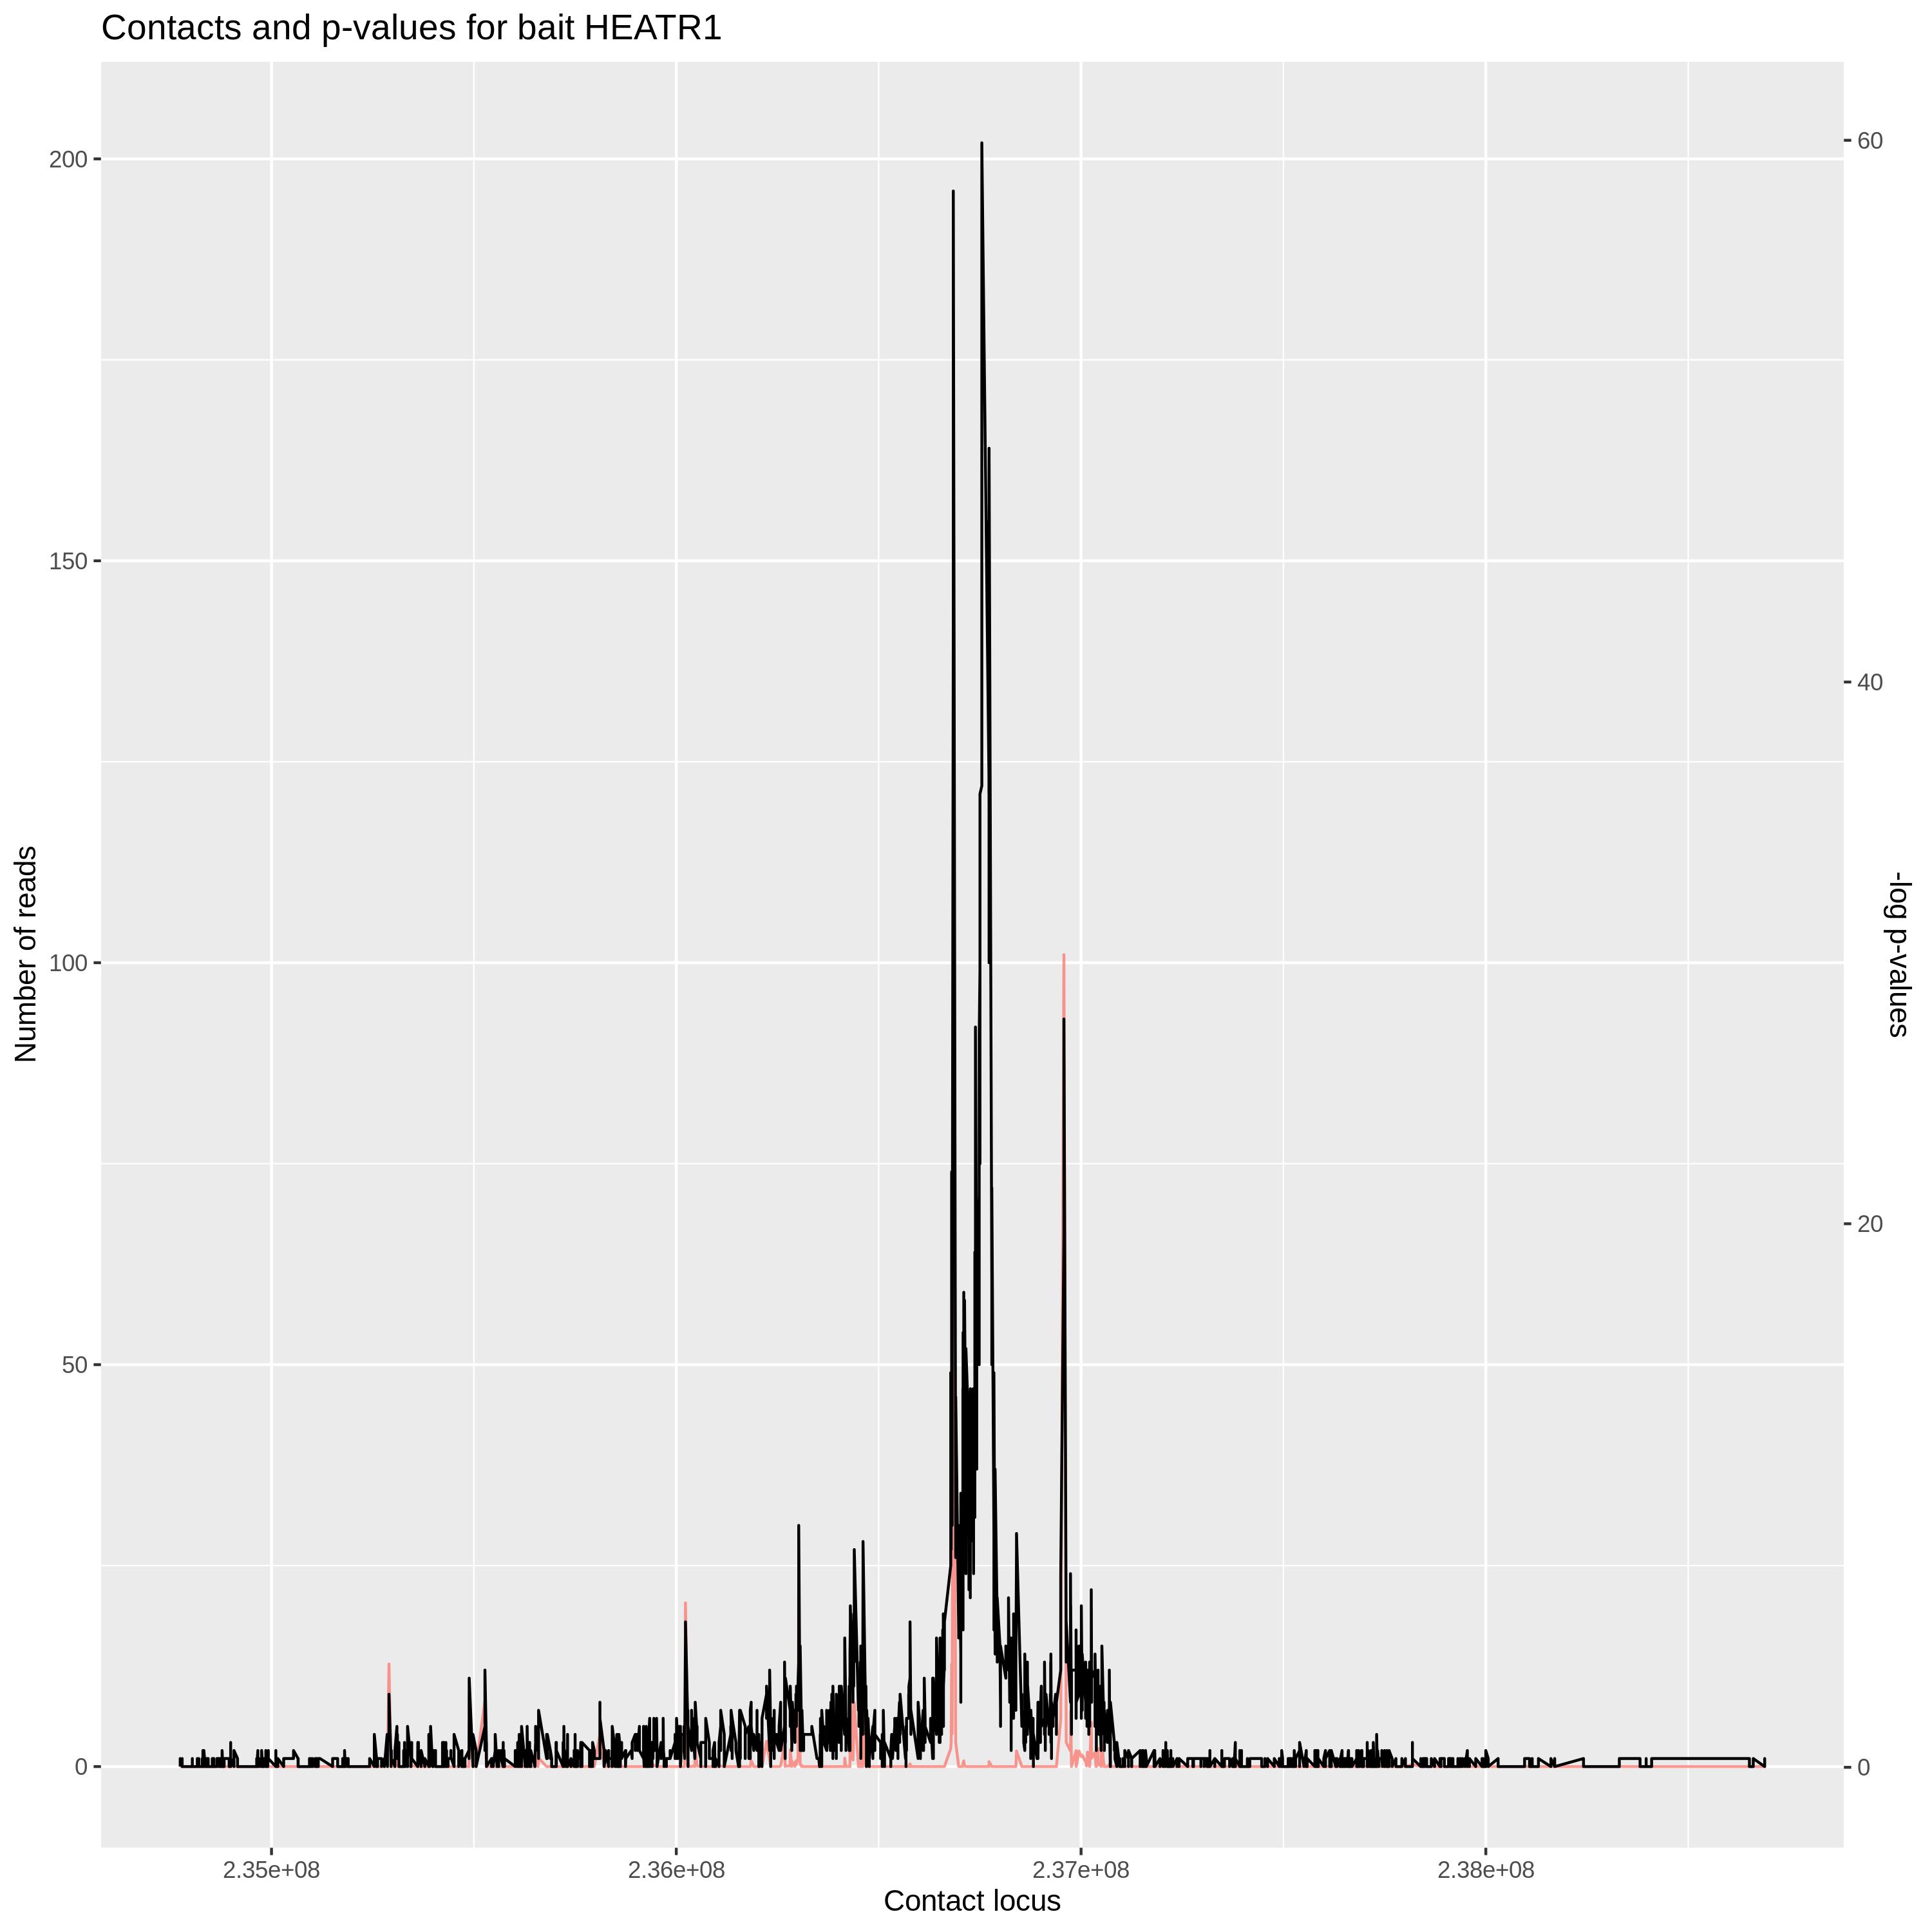 Contacts and p-values for bait HEATR1
200
150
100
50
0
Number of reads
60
40
20
0
-log p-values
2.35e+08 2.36e+08 2.37e+08 2.38e+08
Contact locus